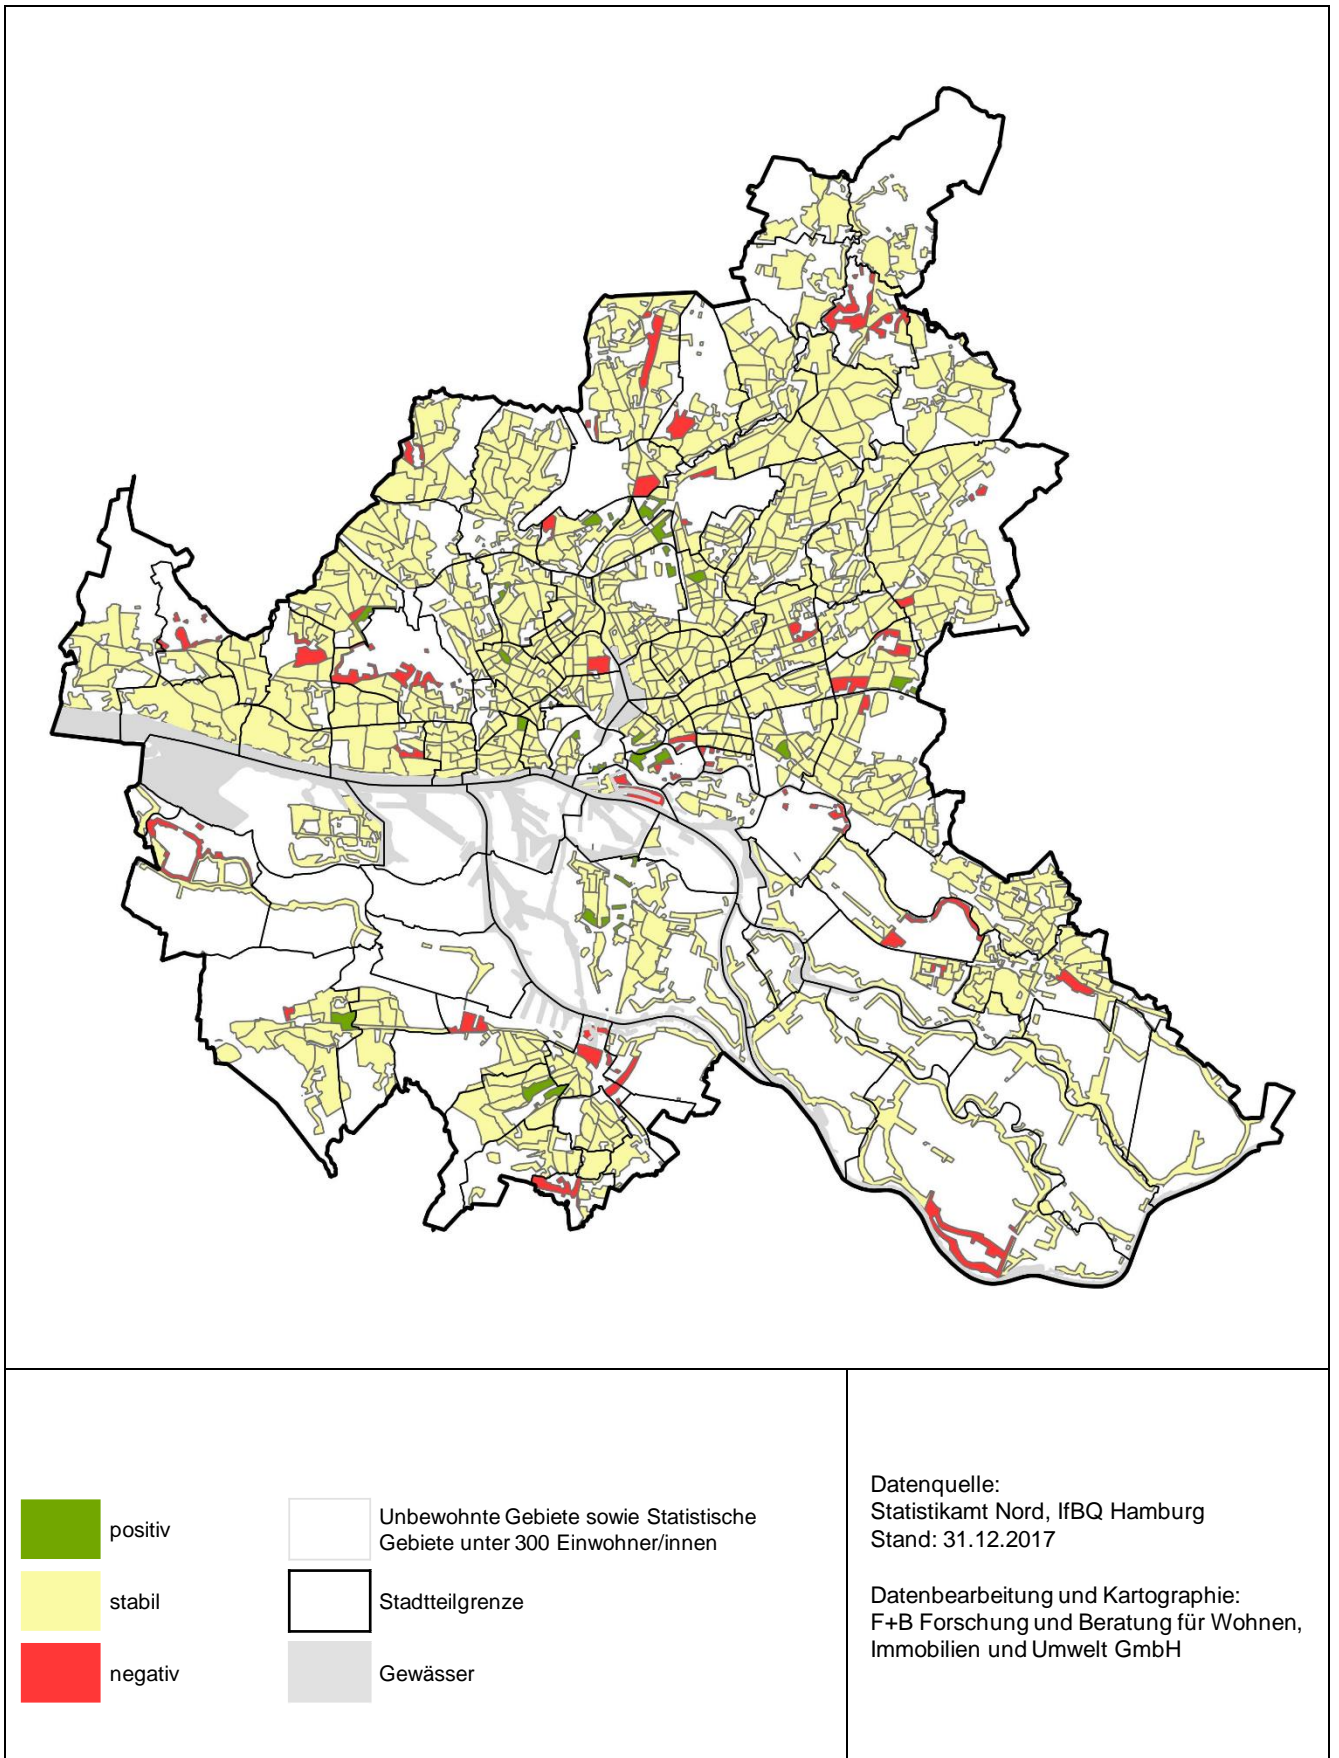 positiv
stabil
negativ
Unbewohnte Gebiete sowie Statistische
Gebiete unter 300 Einwohner/innen
Stadtteilgrenze
Gewässer
Datenquelle:
Statistikamt Nord, IfBQ Hamburg
Stand: 31.12.2017
Datenbearbeitung und Kartographie:
F+B Forschung und Beratung für Wohnen,
Immobilien und Umwelt GmbH